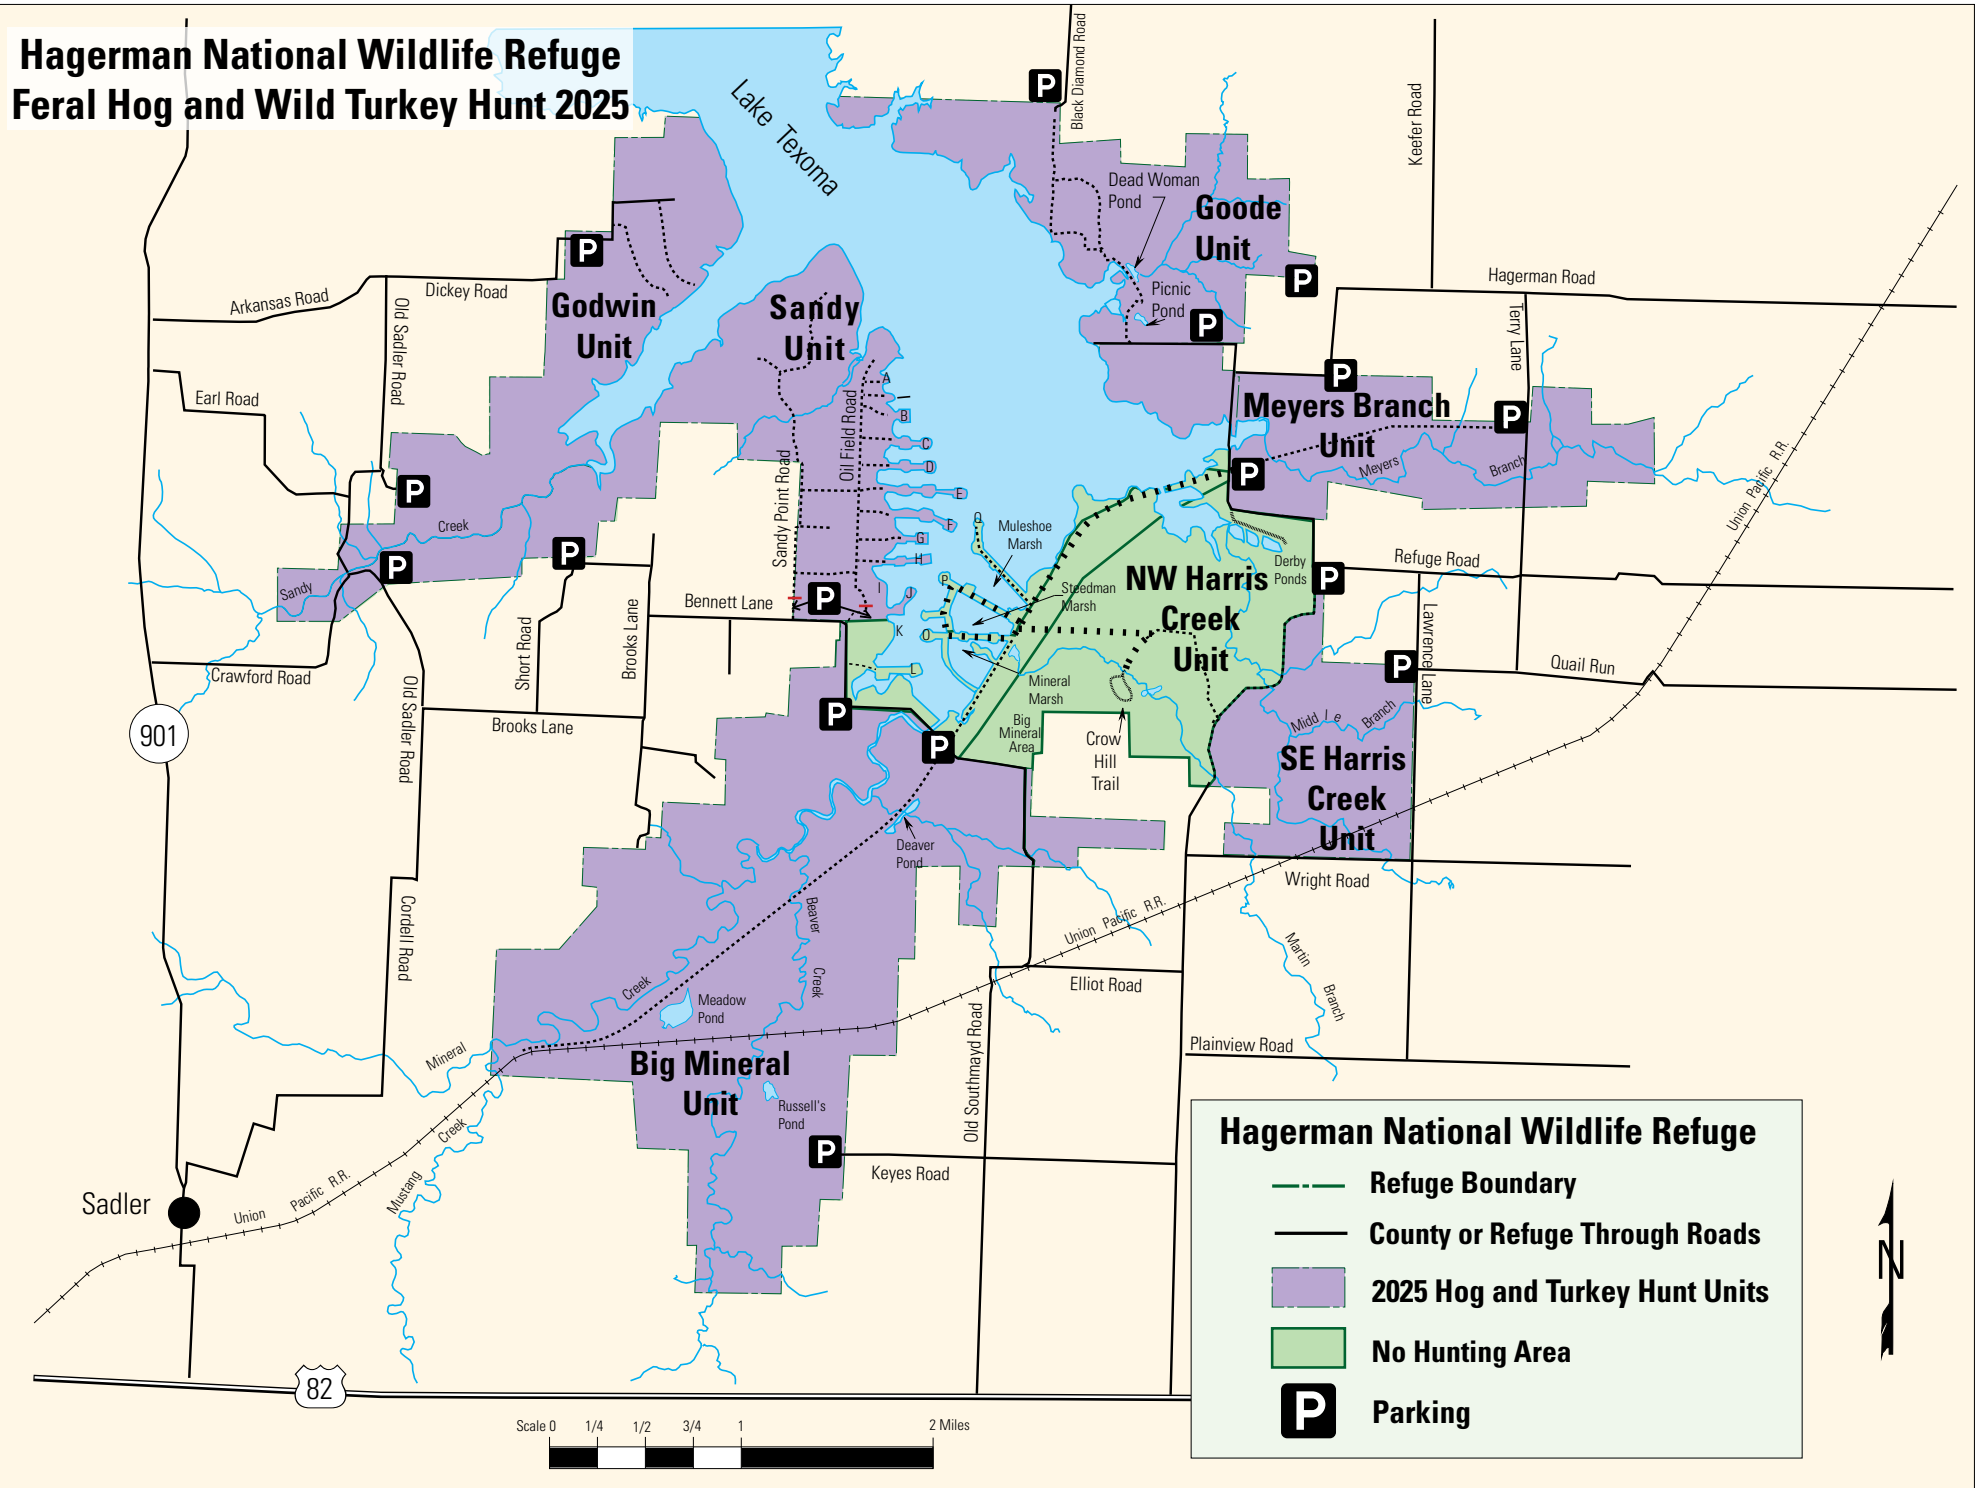 Hagerman National Wildlife Refuge
Feral Hog and Wild Turkey Hunt 2025
Lake Texoma
P
Black Diamond Road
Keefer Road
Dead Woman
Pond
Goode
Unit
P
Godwin
Unit
Sandy
Unit
Picnic
Pond
P
P
Hagerman Road
Arkansas Road
Dickey Road
Old Sadler Road
Terry Lane
Earl Road
P
Meyers Branch
Unit
P
Meyers
Branch
P
Union Pacific R.R.
A
I
B
C
D
E
F
G
H
I
J
K
L
O
P
Q
Oil Field Road
Sandy Point Road
P
Creek
P
P
Sandy
Muleshoe
Marsh
Steedman
Marsh
NW Harris
Creek
Unit
Derby
Ponds
P
Refuge Road
Bennett Lane
P
Short Road
Brooks Lane
Crawford Road
Old Sadler Road
Brooks Lane
901
P
P
Mineral
Marsh
Big
Mineral
Area
Crow
Hill
Trail
P
Lawrence Lane
Quail Run
Middle
Branch
SE Harris
Creek
Unit
Wright Road
Deaver
Pond
Beaver
Creek
Cordell Road
Union Pacific R.R.
Martin
Branch
Elliot Road
Creek
Meadow
Pond
Mineral
Big Mineral
Unit
Russell's
Pond
P
Keyes Road
Old Southmayd Road
Plainview Road
Creek
Mustang
Sadler
Union
Pacific R.R.
82
Scale 0
1/4
1/2
3/4
1
2 Miles
Hagerman National Wildlife Refuge
Refuge Boundary
County or Refuge Through Roads
2025 Hog and Turkey Hunt Units
No Hunting Area
P
Parking
N